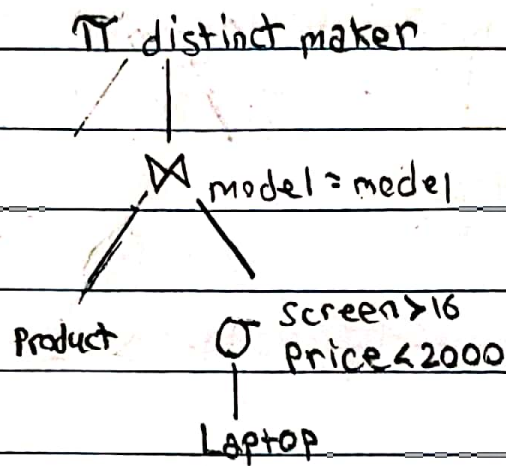 π distinct maker
⋈ model = model
Product
σ screen>16
price<2000
Laptop